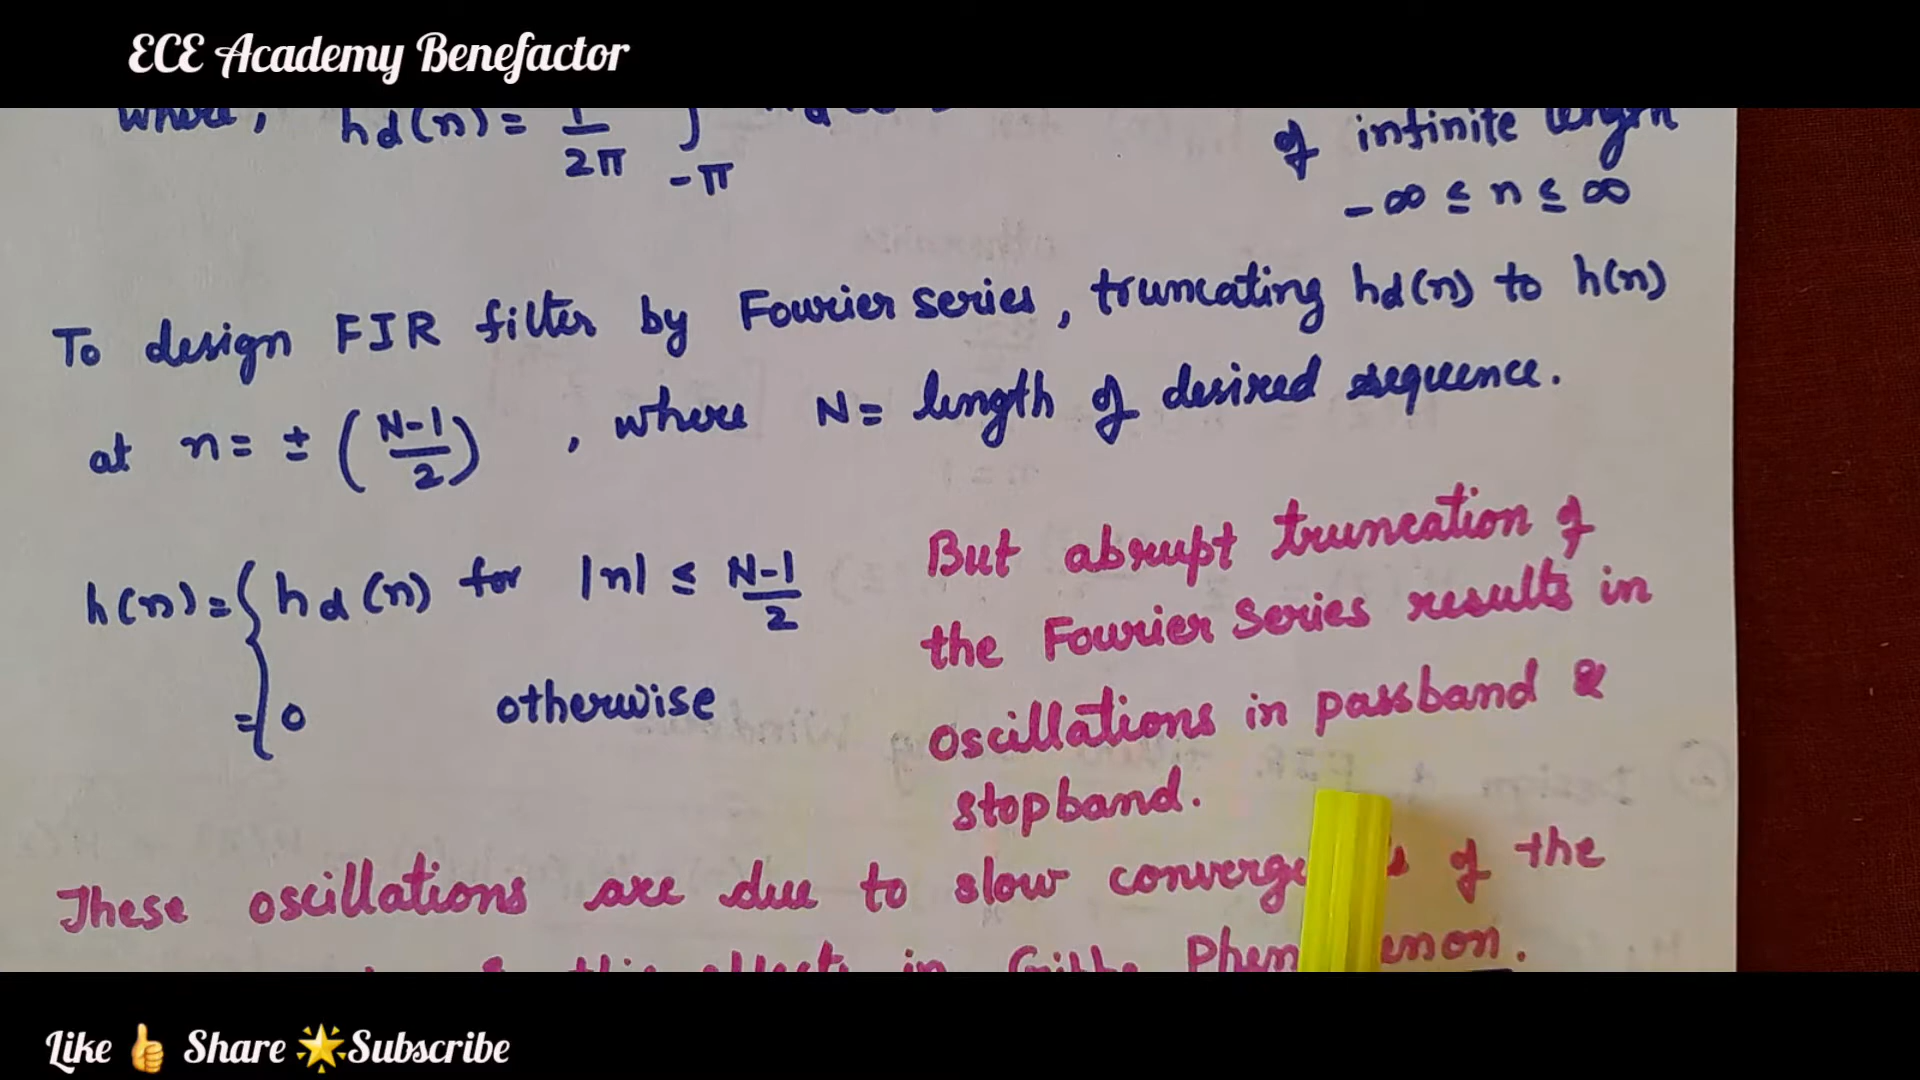 ECE Academy Benefactor
where, hd(n) = 1/2π ∫ -π
of infinite length
-∞ ≤ n ≤ ∞
To design FIR filter by Fourier series, truncating hd(n) to h(n)
at n = ± (N-1/2), where N = length of desired sequence.
h(n) = { hd(n) for |n| ≤ N-1/2
= 0 otherwise
But abrupt truncation of
the Fourier Series results in
oscillations in passband &
stopband.
These oscillations are due to slow of the
Like 👍 Share 🌟Subscribe